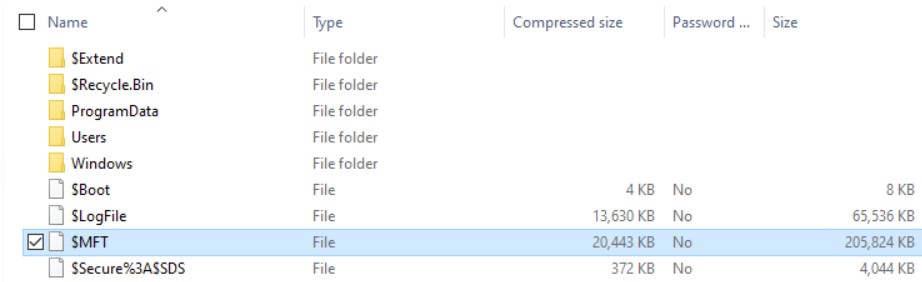 Name Type Compressed size Password ... Size
$Extend File folder
$Recycle.Bin File folder
ProgramData File folder
Users File folder
Windows File folder
$Boot File 4 KB No 8 KB
$LogFile File 13,630 KB No 65,536 KB
$MFT File 20,443 KB No 205,824 KB
$Secure%3A$SDS File 372 KB No 4,044 KB